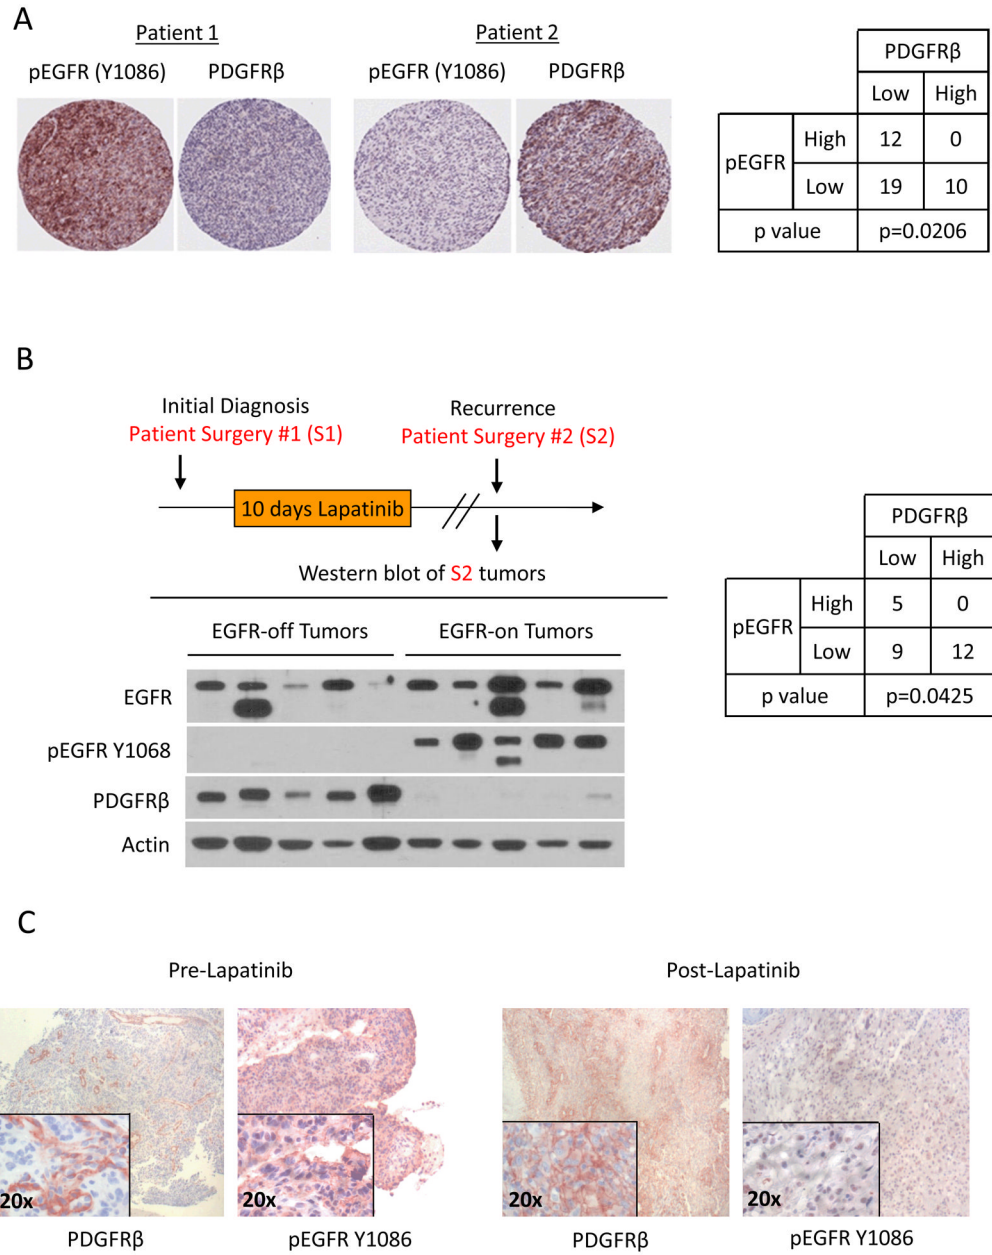 A
Patient 1
Patient 2
pEGFR (Y1086)
PDGFRβ
pEGFR (Y1086)
PDGFRβ
PDGFRβ
Low
High
pEGFR
High
12
0
Low
19
10
p value
p=0.0206
B
Initial Diagnosis
Patient Surgery #1 (S1)
Recurrence
Patient Surgery #2 (S2)
10 days Lapatinib
Western blot of S2 tumors
EGFR-off Tumors
EGFR-on Tumors
EGFR
pEGFR Y1068
PDGFRβ
Actin
PDGFRβ
Low
High
pEGFR
High
5
0
Low
9
12
p value
p=0.0425
C
Pre-Lapatinib
Post-Lapatinib
20x
20x
20x
20x
PDGFRβ
pEGFR Y1086
PDGFRβ
pEGFR Y1086